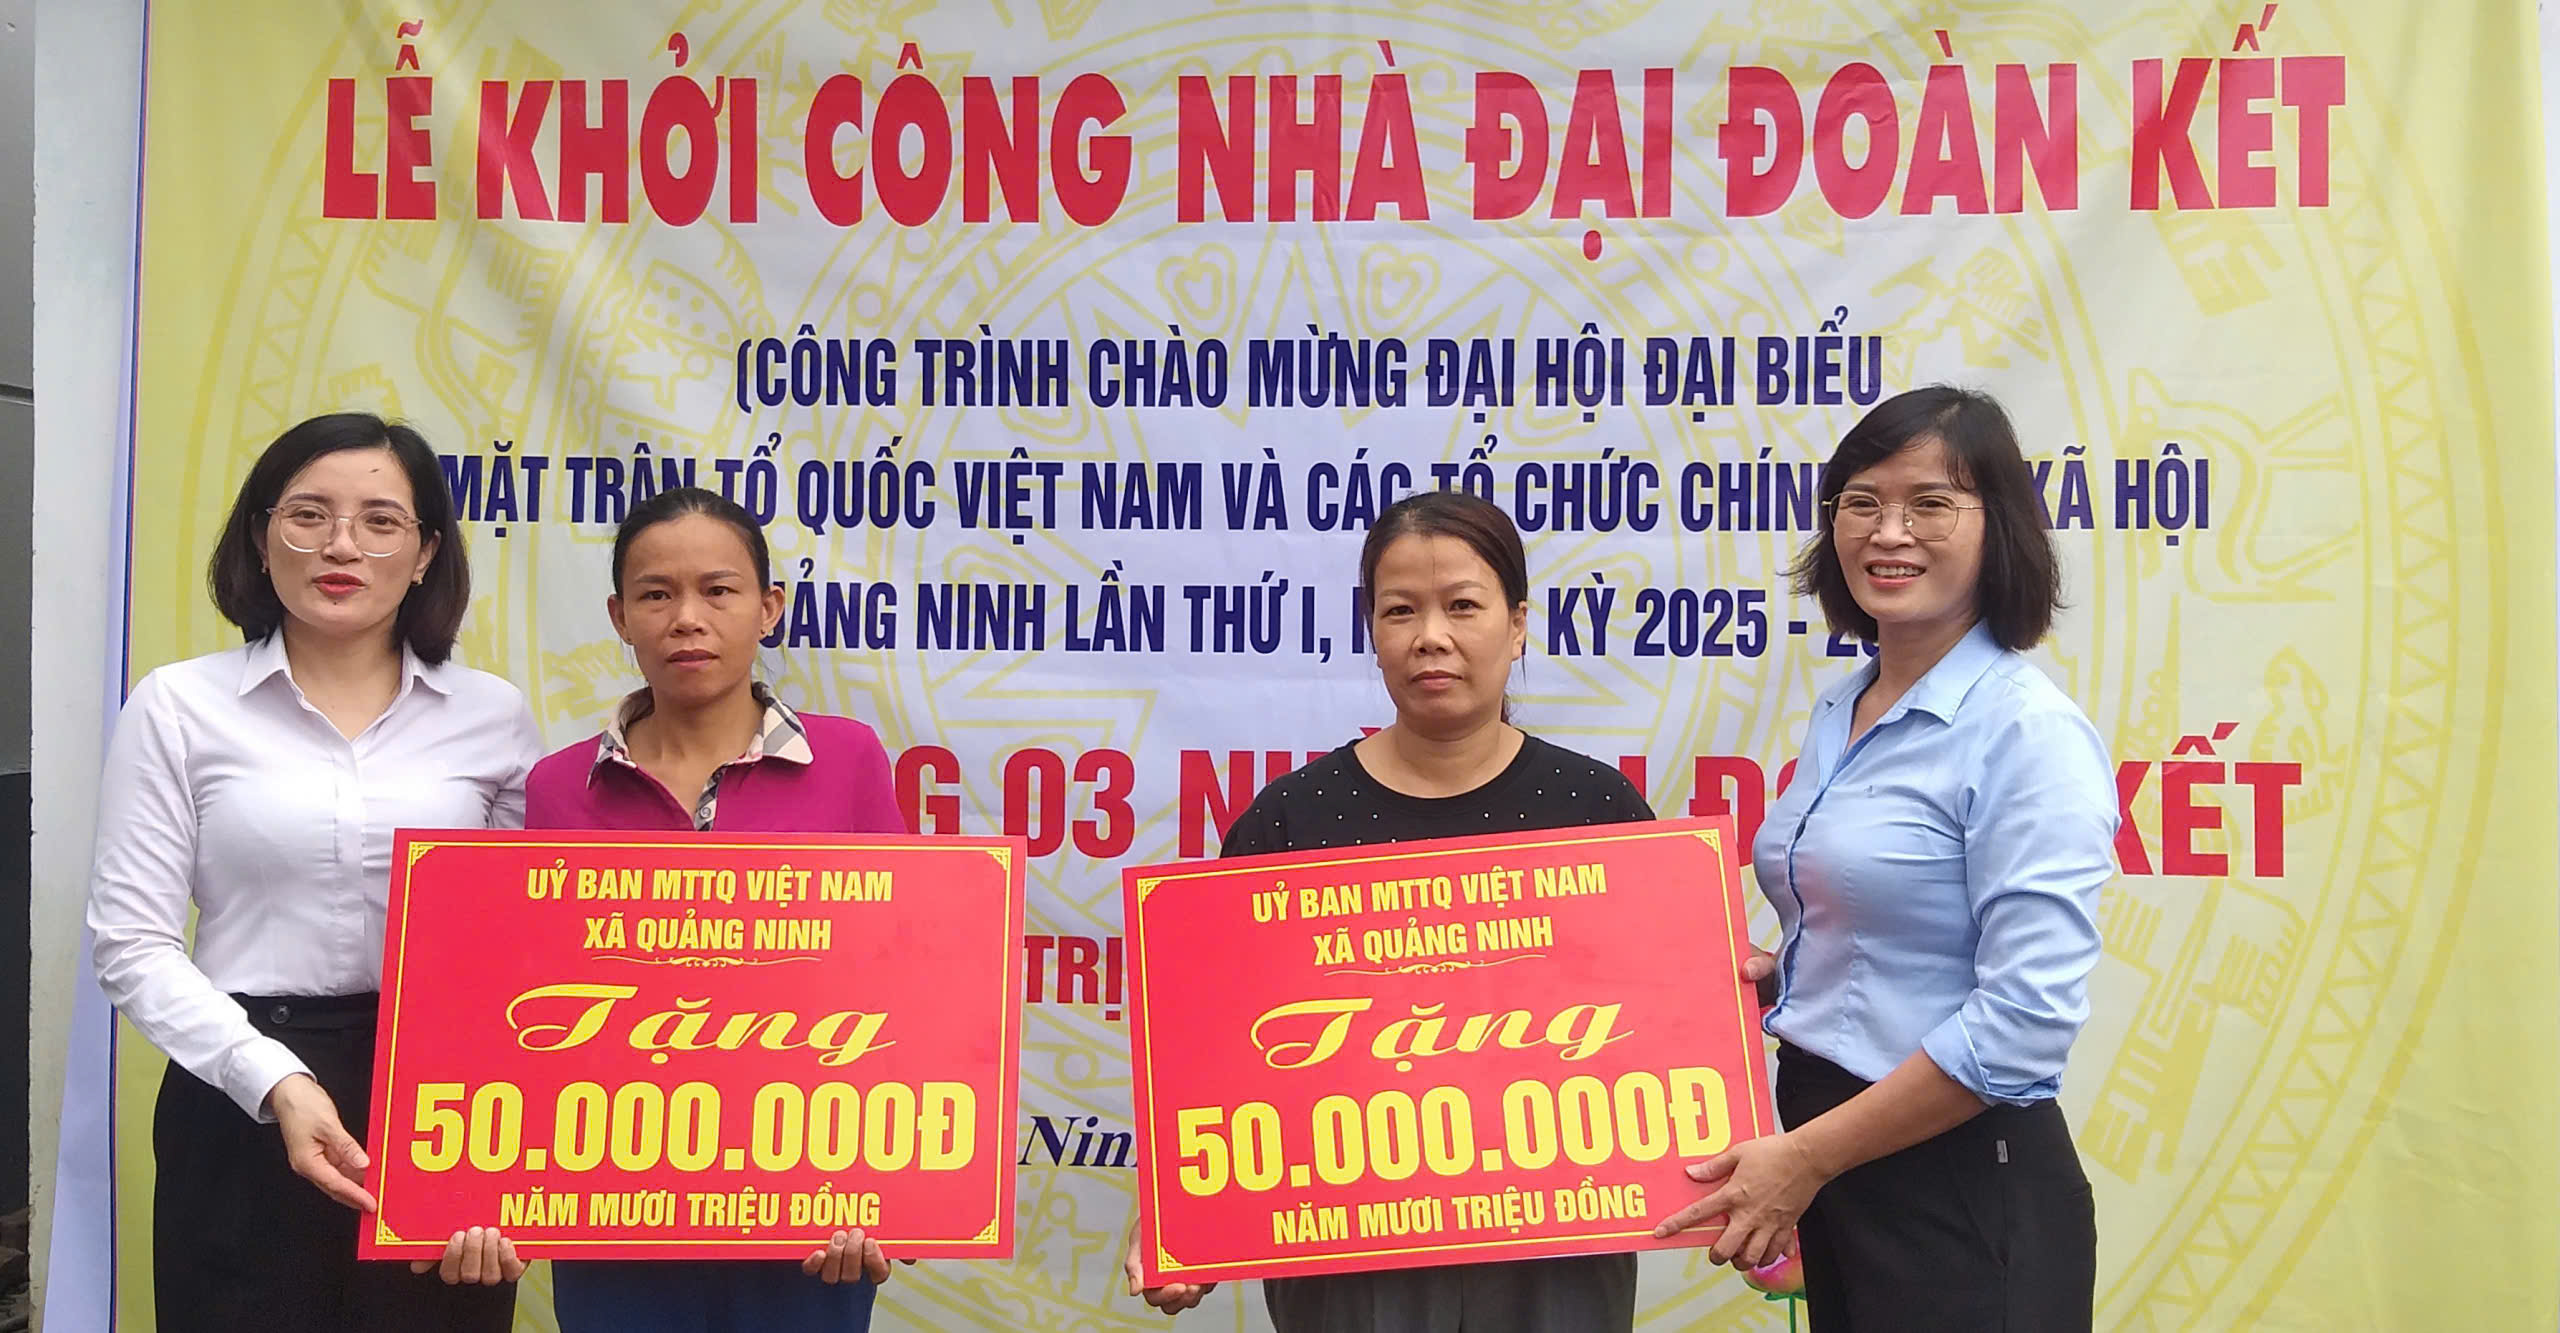 LỄ KHỞI CÔNG NHÀ ĐẠI ĐOÀN KẾT
(CÔNG TRÌNH CHÀO MỪNG ĐẠI HỘI ĐẠI BIỂU
MẶT TRẬN TỔ QUỐC VIỆT NAM VÀ CÁC TỔ CHỨC CHÍNH XÃ HỘI
QUẢNG NINH LẦN THỨ I, KỲ 2025 -
03 NHÀ KẾT
TRỊ
UỶ BAN MTTQ VIỆT NAM
XÃ QUẢNG NINH
Tặng
50.000.000Đ
NĂM MƯƠI TRIỆU ĐỒNG
UỶ BAN MTTQ VIỆT NAM
XÃ QUẢNG NINH
Tặng
50.000.000Đ
NĂM MƯƠI TRIỆU ĐỒNG